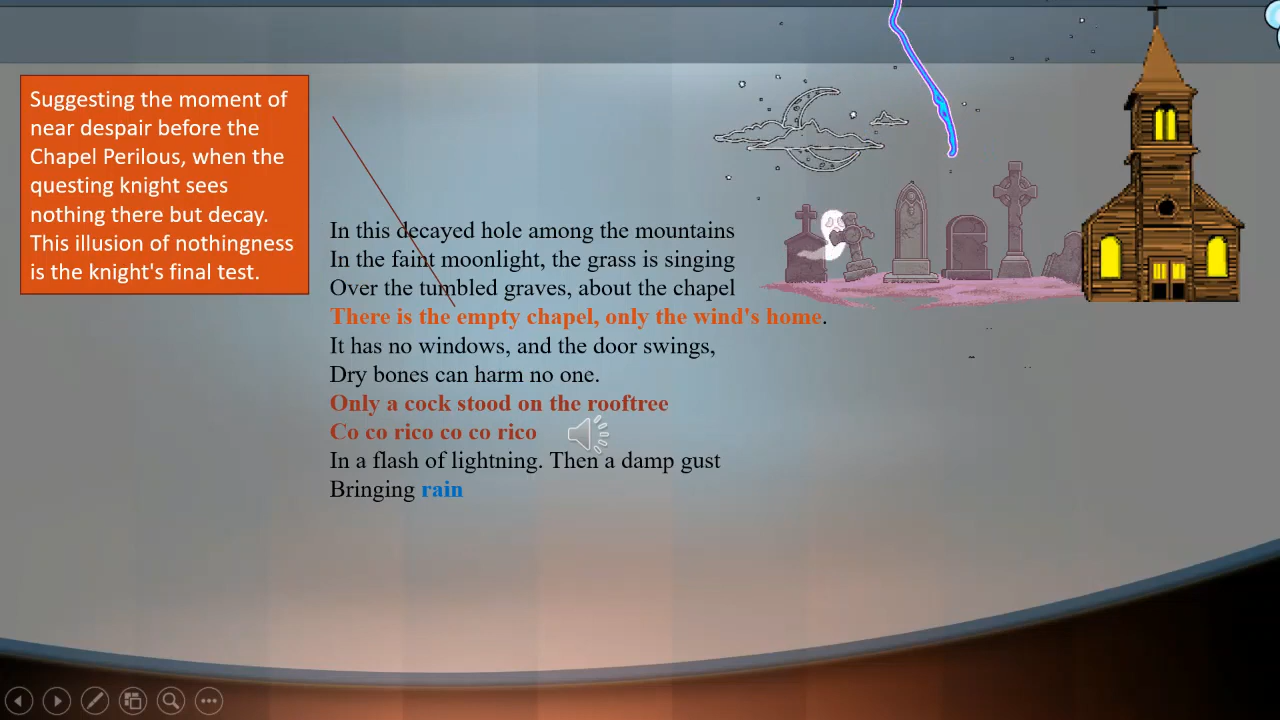 Suggesting the moment of
near despair before the
Chapel Perilous, when the
questing knight sees
nothing there but decay.
This illusion of nothingness
is the knight's final test.
In this decayed hole among the mountains
In the faint moonlight, the grass is singing
Over the tumbled graves, about the chapel
There is the empty chapel, only the wind's home.
It has no windows, and the door swings,
Dry bones can harm no one.
Only a cock stood on the rooftree
Co co rico co co rico
In a flash of lightning. Then a damp gust
Bringing rain